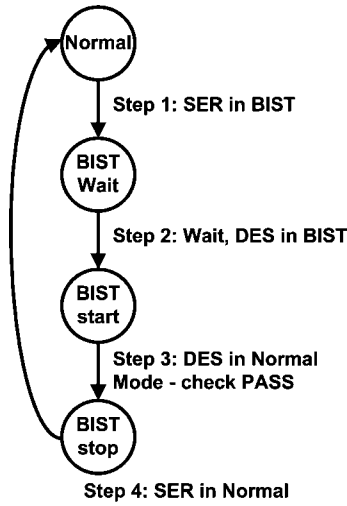 Normal
Step 1: SER in BIST
BIST
Wait
Step 2: Wait, DES in BIST
BIST
start
Step 3: DES in Normal
Mode - check PASS
BIST
stop
Step 4: SER in Normal